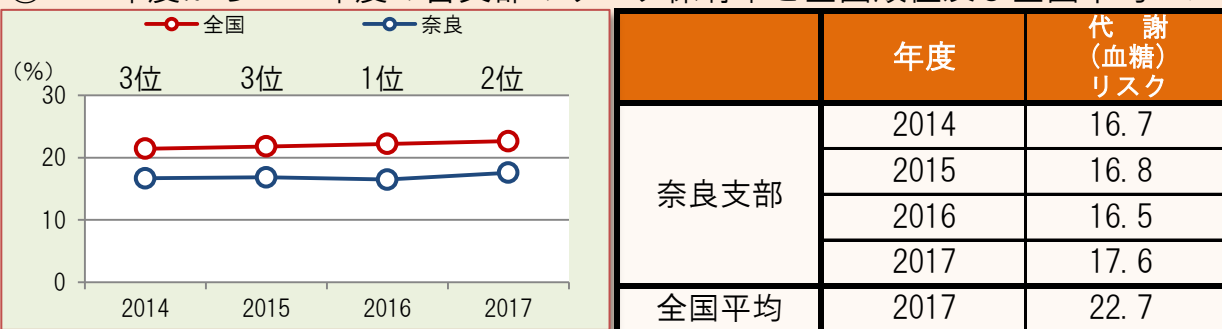 全国
奈良
(%)
3位
3位
1位
2位
30
20
10
0
2014
2015
2016
2017
年度
代 謝
(血糖)
リスク
奈良支部
2014
16.7
2015
16.8
2016
16.5
2017
17.6
全国平均
2017
22.7